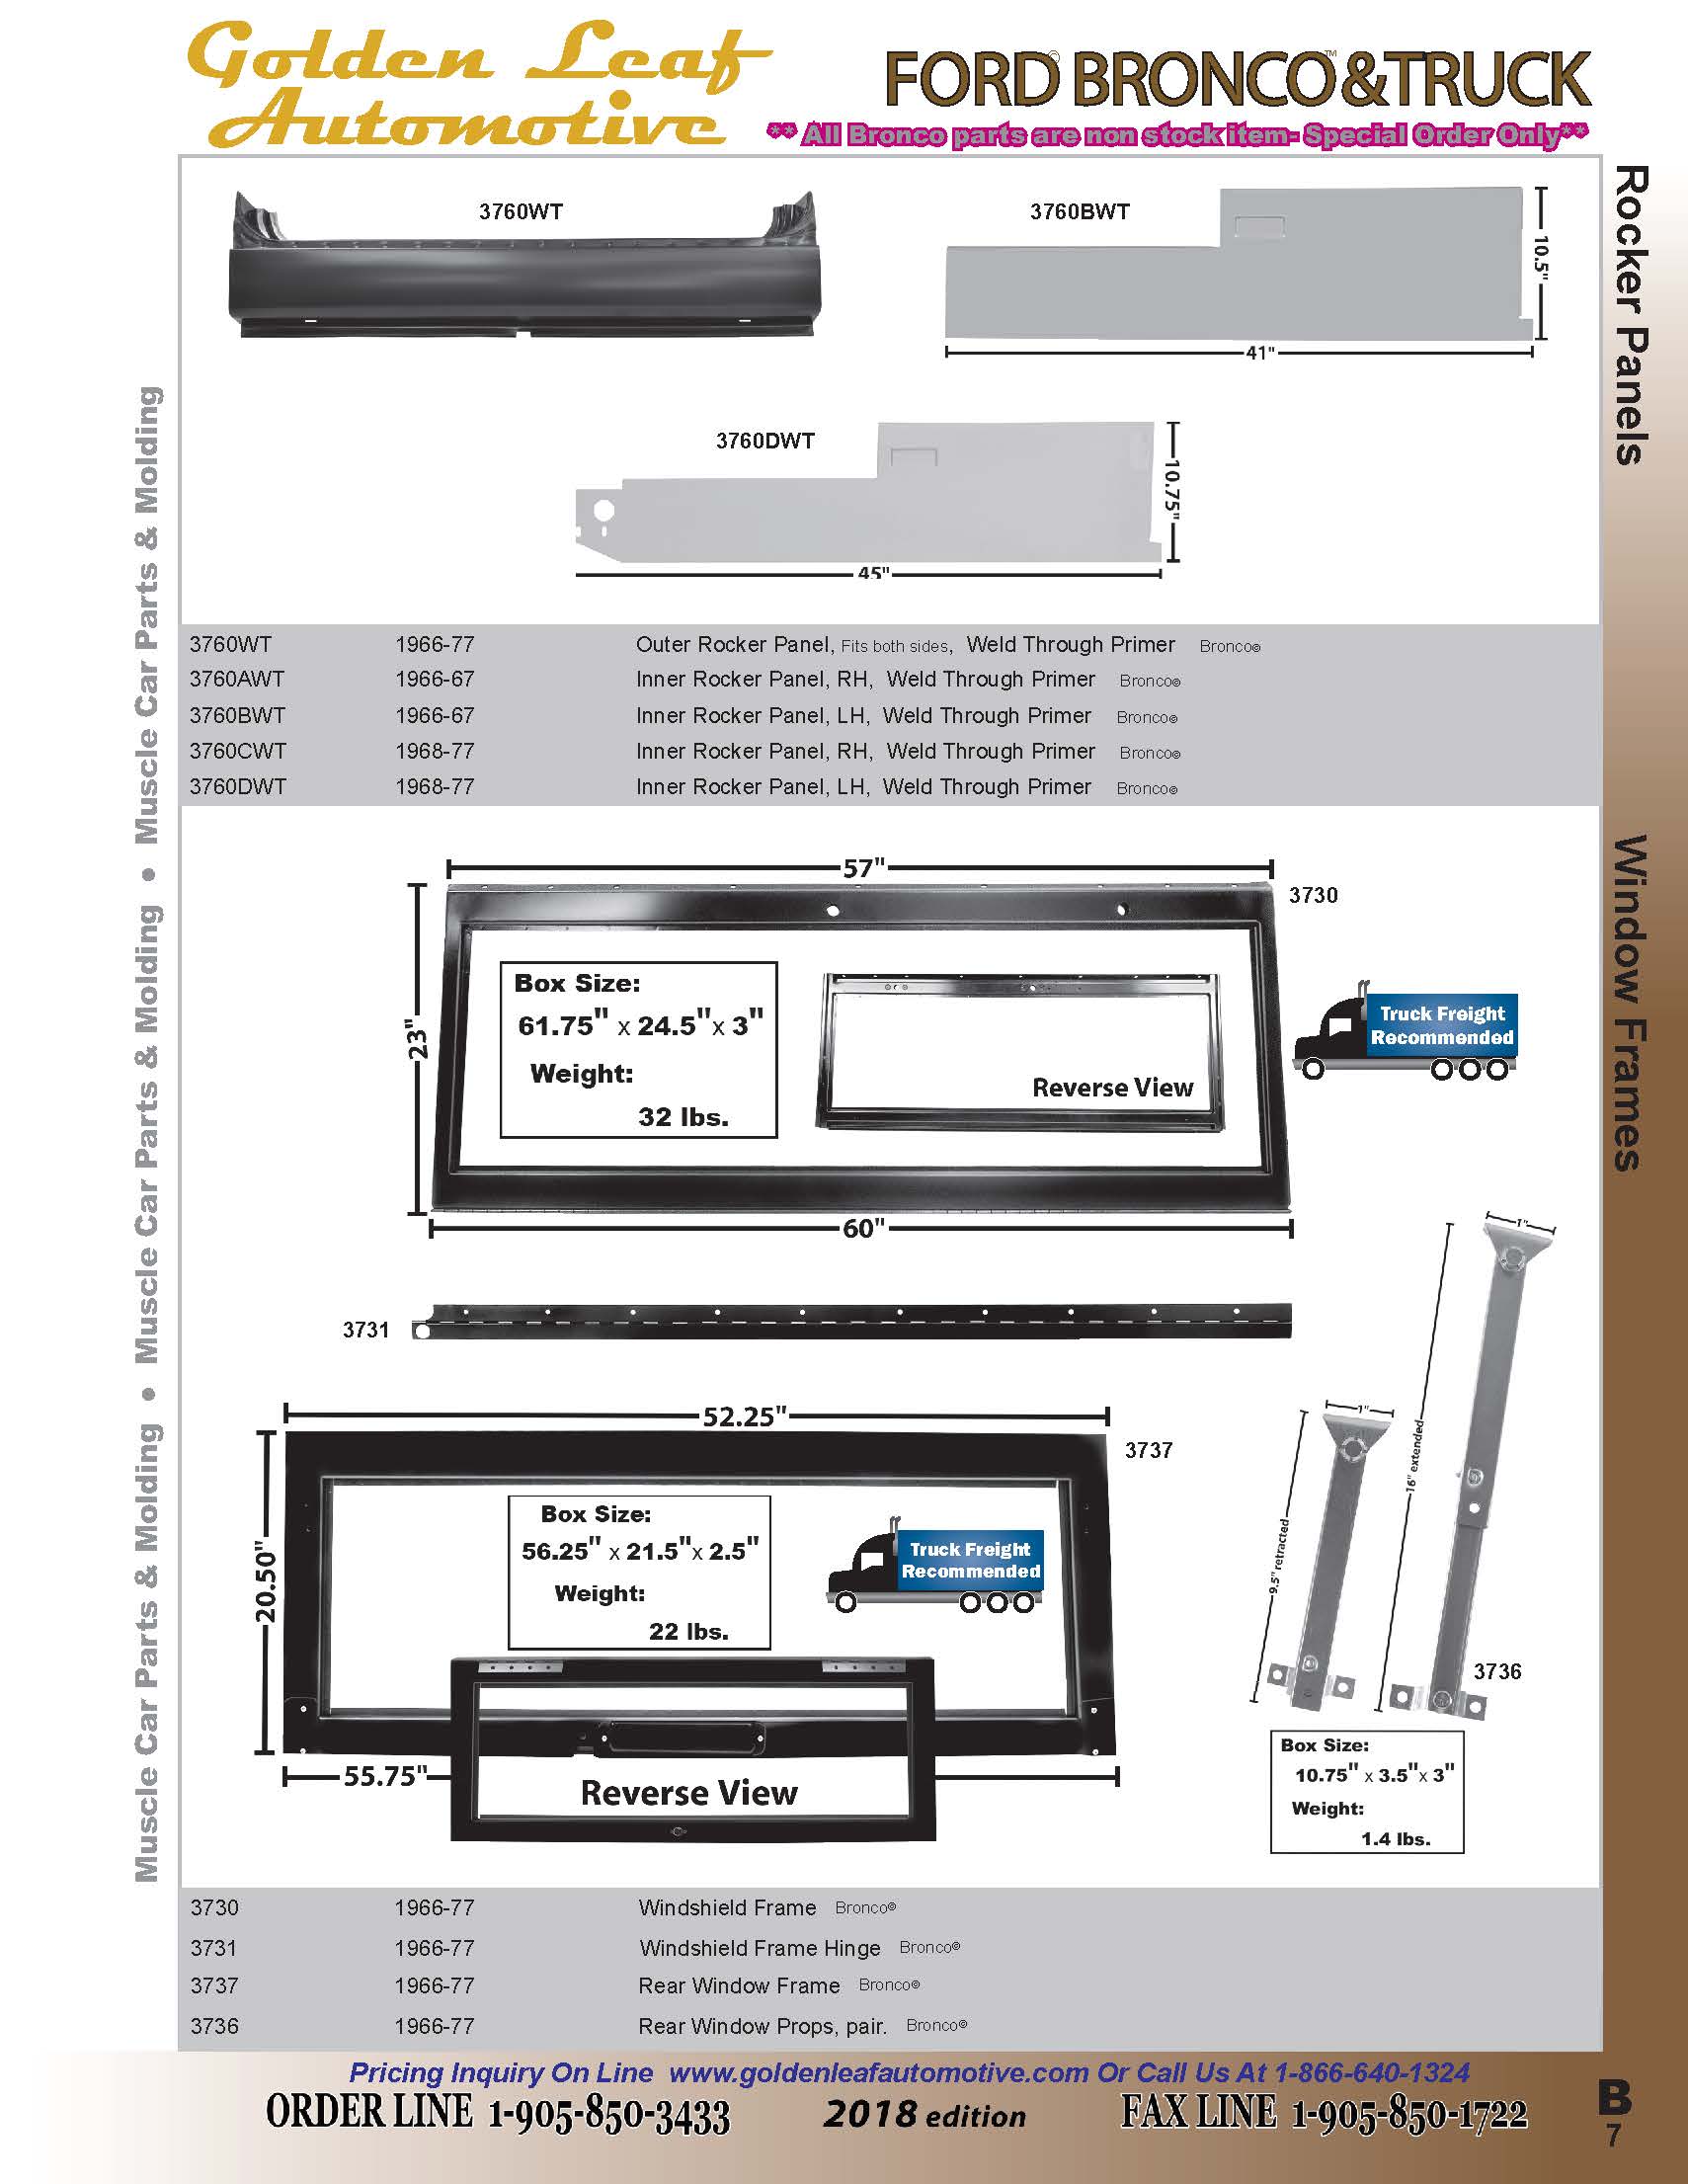 Golden Leaf
Automotive
FORD© BRONCO™&TRUCK
** All Bronco parts are non stock item- Special Order Only**
Rocker Panels
Window Frames
Muscle Car Parts & Molding • Muscle Car Parts & Molding • Muscle Car Parts & Molding
3760WT
3760BWT
10.5"
41"
3760DWT
10.75"
45"
3760WT 1966-77 Outer Rocker Panel, Fits both sides, Weld Through Primer Bronco©
3760AWT 1966-67 Inner Rocker Panel, RH, Weld Through Primer Bronco©
3760BWT 1966-67 Inner Rocker Panel, LH, Weld Through Primer Bronco©
3760CWT 1968-77 Inner Rocker Panel, RH, Weld Through Primer Bronco©
3760DWT 1968-77 Inner Rocker Panel, LH, Weld Through Primer Bronco©
57"
3730
23"
Box Size:
61.75" x 24.5"x 3"
Weight:
32 lbs.
Reverse View
Truck Freight
Recommended
60"
3731
52.25"
3737
20.50"
Box Size:
56.25" x 21.5"x 2.5"
Weight:
22 lbs.
Truck Freight
Recommended
55.75"
Reverse View
1"
9.5" retracted
1"
16" extended
3736
Box Size:
10.75" x 3.5"x 3"
Weight:
1.4 lbs.
3730 1966-77 Windshield Frame Bronco©
3731 1966-77 Windshield Frame Hinge Bronco©
3737 1966-77 Rear Window Frame Bronco©
3736 1966-77 Rear Window Props, pair. Bronco©
Pricing Inquiry On Line www.goldenleafautomotive.com Or Call Us At 1-866-640-1324
ORDER LINE 1-905-850-3433 2018 edition FAX LINE 1-905-850-1722
B
7